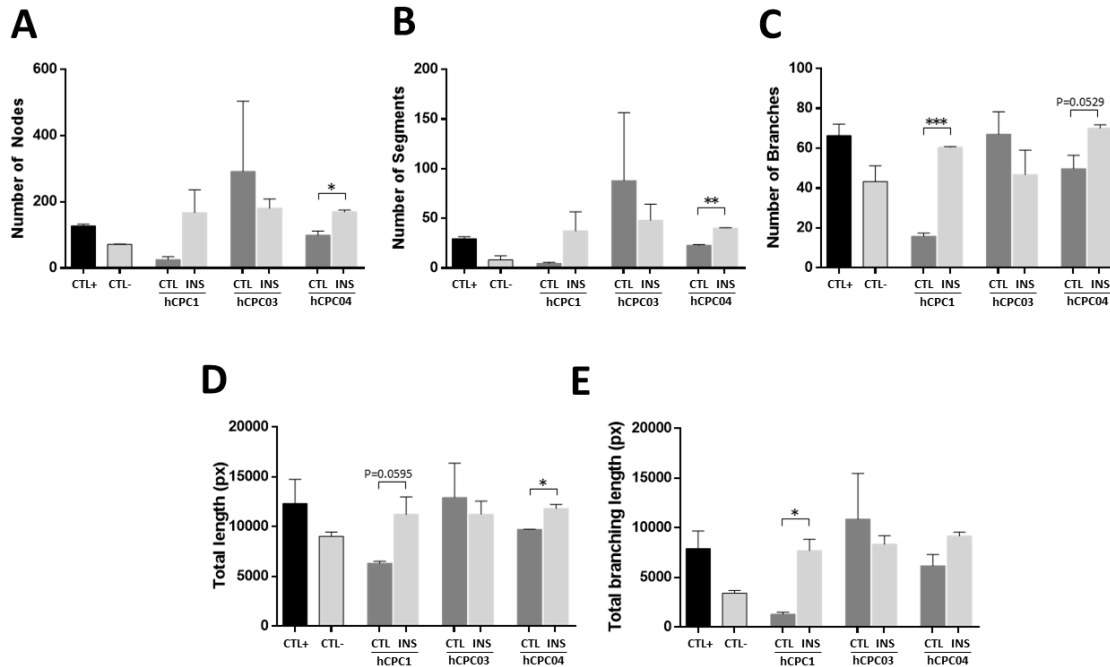 A
Number of Nodes
600
400
200
0
*
CTL+ CTL- CTL INS CTL INS CTL INS
hCPC1 hCPC03 hCPC04
B
Number of Segments
200
150
100
50
0
**
CTL+ CTL- CTL INS CTL INS CTL INS
hCPC1 hCPC03 hCPC04
C
Number of Branches
100
80
60
40
20
0
***
P=0.0529
CTL+ CTL- CTL INS CTL INS CTL INS
hCPC1 hCPC03 hCPC04
D
Total length (px)
20000
15000
10000
5000
0
P=0.0595
*
CTL+ CTL- CTL INS CTL INS CTL INS
hCPC1 hCPC03 hCPC04
E
Total branching length (px)
20000
15000
10000
5000
0
*
CTL+ CTL- CTL INS CTL INS CTL INS
hCPC1 hCPC03 hCPC04